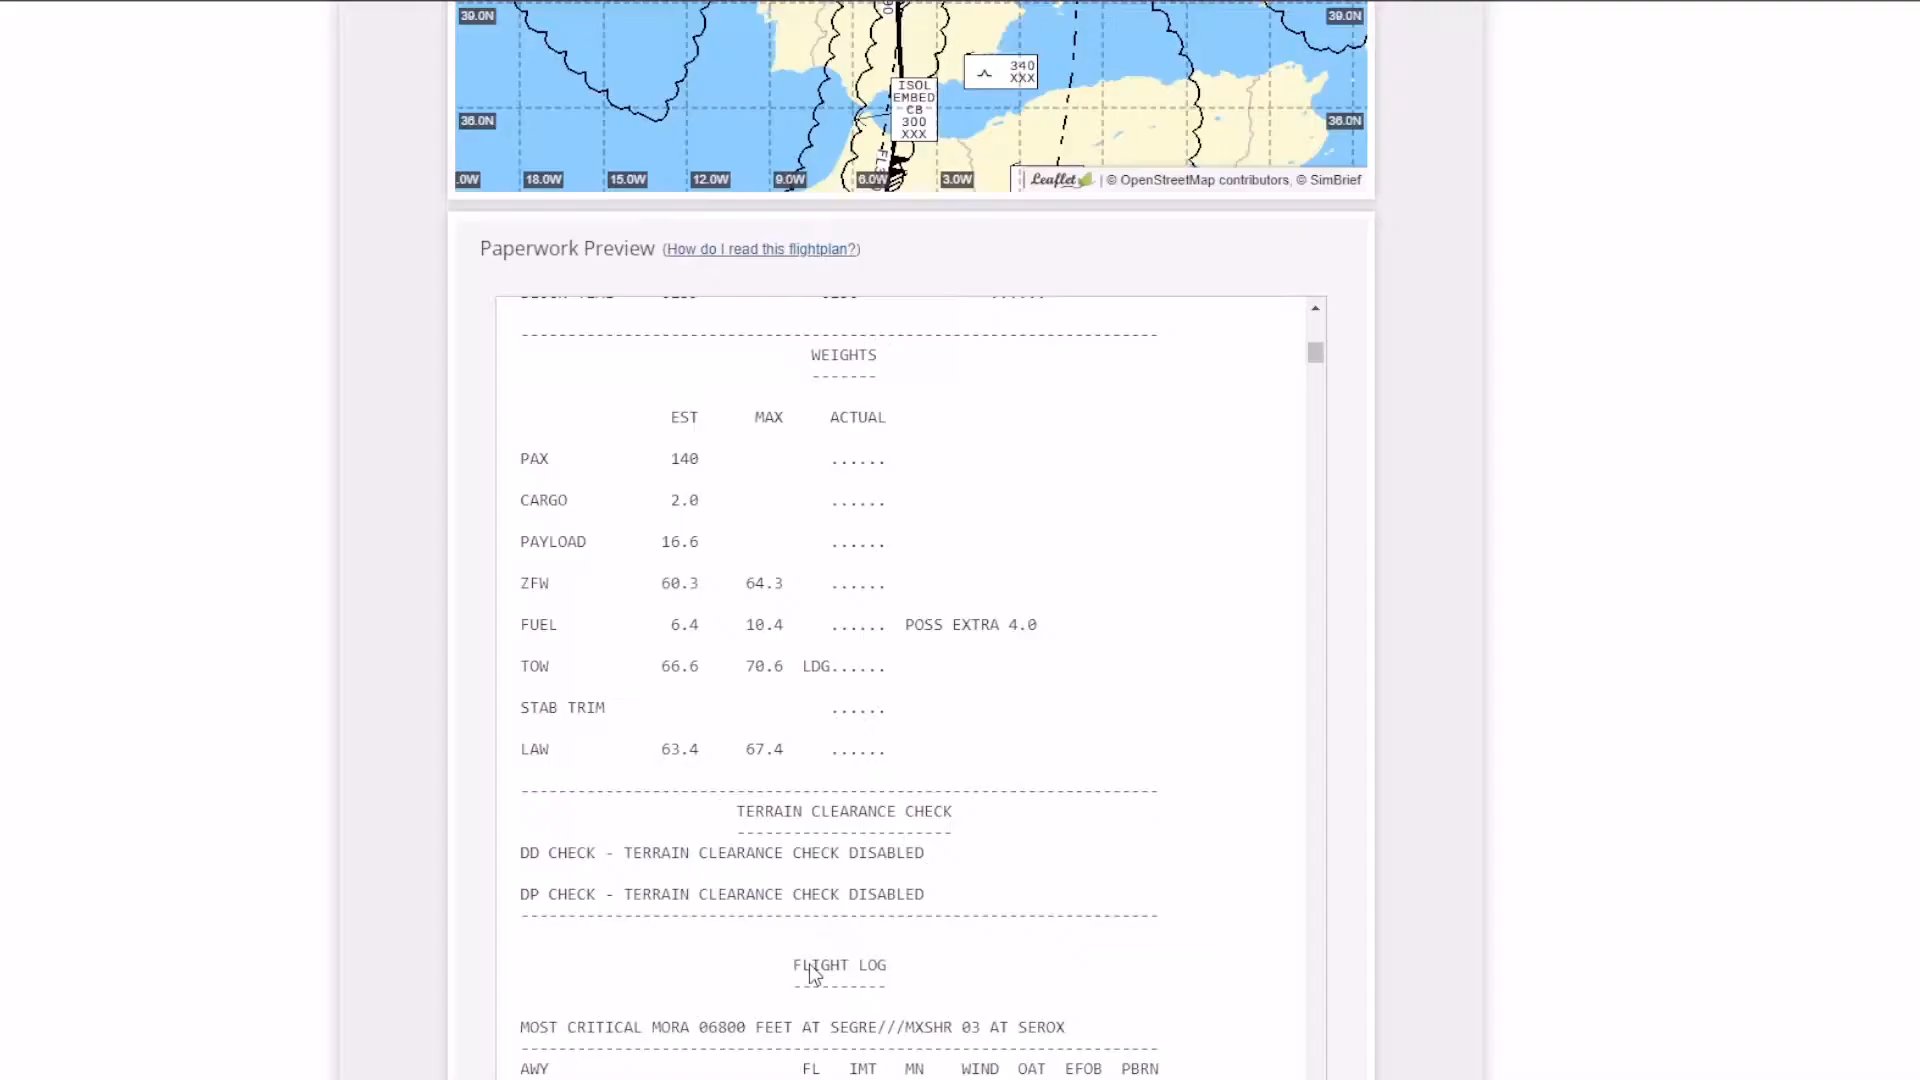 39.0N 39.0N
90
340
XXX
ISOL
EMBED
CB
300
XXX
36.0N 36.0N
.0W 18.0W 15.0W 12.0W 9.0W 6.0W 3.0W
Leaflet | © OpenStreetMap contributors, © SimBrief
Paperwork Preview (How do I read this flightplan?)
WEIGHTS
-------
EST MAX ACTUAL
PAX 140 ......
CARGO 2.0 ......
PAYLOAD 16.6 ......
ZFW 60.3 64.3 ......
FUEL 6.4 10.4 ...... POSS EXTRA 4.0
TOW 66.6 70.6 LDG......
STAB TRIM ......
LAW 63.4 67.4 ......
--------------------------------------------------------------------
TERRAIN CLEARANCE CHECK
-----------------------
DD CHECK - TERRAIN CLEARANCE CHECK DISABLED
DP CHECK - TERRAIN CLEARANCE CHECK DISABLED
--------------------------------------------------------------------
FLIGHT LOG
----------
MOST CRITICAL MORA 06800 FEET AT SEGRE///MXSHR 03 AT SEROX
--------------------------------------------------------------------
AWY FL IMT MN WIND OAT EFOB PBRN